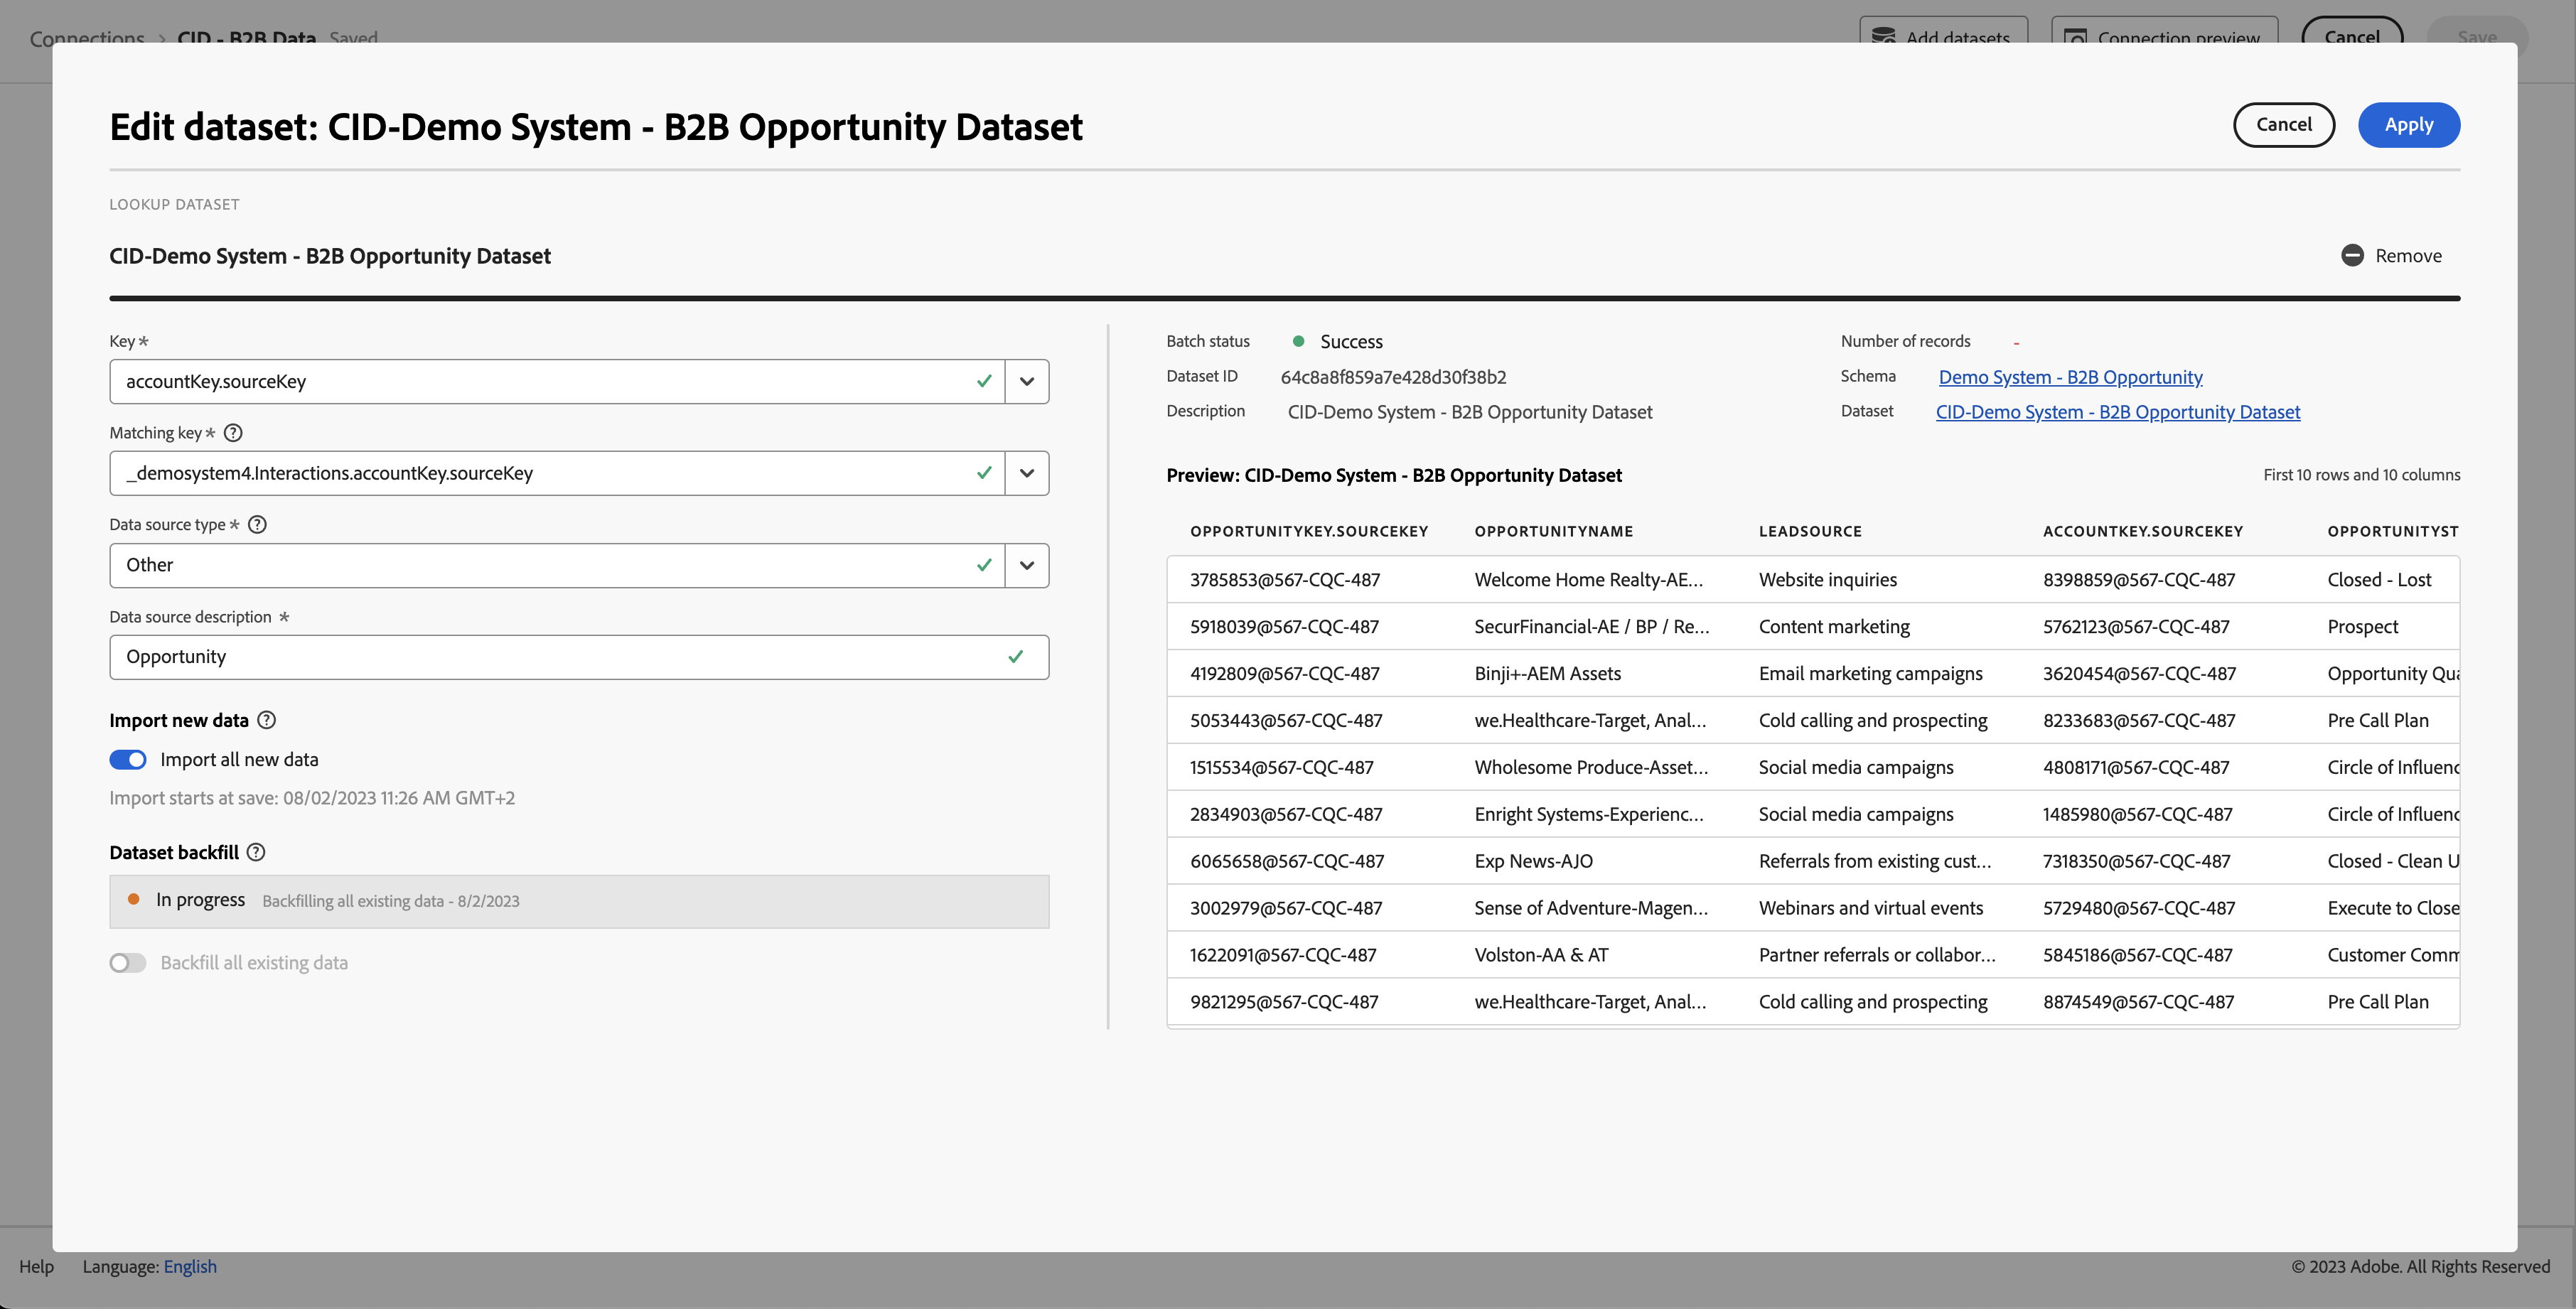 Connections > CID - B2B Data Saved
Add datasets
Connection preview
Cancel
Save
Edit dataset: CID-Demo System - B2B Opportunity Dataset
Cancel
Apply
LOOKUP DATASET
CID-Demo System - B2B Opportunity Dataset
Remove
Key *
accountKey.sourceKey
Matching key *
_demosystem4.Interactions.accountKey.sourceKey
Data source type *
Other
Data source description *
Opportunity
Import new data
Import all new data
Import starts at save: 08/02/2023 11:26 AM GMT+2
Dataset backfill
In progress Backfilling all existing data - 8/2/2023
Backfill all existing data
Batch status Success
Dataset ID 64c8a8f859a7e428d30f38b2
Description CID-Demo System - B2B Opportunity Dataset
Number of records -
Schema Demo System - B2B Opportunity
Dataset CID-Demo System - B2B Opportunity Dataset
Preview: CID-Demo System - B2B Opportunity Dataset First 10 rows and 10 columns
OPPORTUNITYKEY.SOURCEKEY OPPORTUNITYNAME LEADSOURCE ACCOUNTKEY.SOURCEKEY OPPORTUNITYST
3785853@567-CQC-487 Welcome Home Realty-AE... Website inquiries 8398859@567-CQC-487 Closed - Lost
5918039@567-CQC-487 SecurFinancial-AE / BP / Re... Content marketing 5762123@567-CQC-487 Prospect
4192809@567-CQC-487 Binji+-AEM Assets Email marketing campaigns 3620454@567-CQC-487 Opportunity Qua
5053443@567-CQC-487 we.Healthcare-Target, Anal... Cold calling and prospecting 8233683@567-CQC-487 Pre Call Plan
1515534@567-CQC-487 Wholesome Produce-Asset... Social media campaigns 4808171@567-CQC-487 Circle of Influenc
2834903@567-CQC-487 Enright Systems-Experienc... Social media campaigns 1485980@567-CQC-487 Circle of Influenc
6065658@567-CQC-487 Exp News-AJO Referrals from existing cust... 7318350@567-CQC-487 Closed - Clean U
3002979@567-CQC-487 Sense of Adventure-Magen... Webinars and virtual events 5729480@567-CQC-487 Execute to Close
1622091@567-CQC-487 Volston-AA & AT Partner referrals or collabor... 5845186@567-CQC-487 Customer Comm
9821295@567-CQC-487 we.Healthcare-Target, Anal... Cold calling and prospecting 8874549@567-CQC-487 Pre Call Plan
Help Language: English © 2023 Adobe. All Rights Reserved